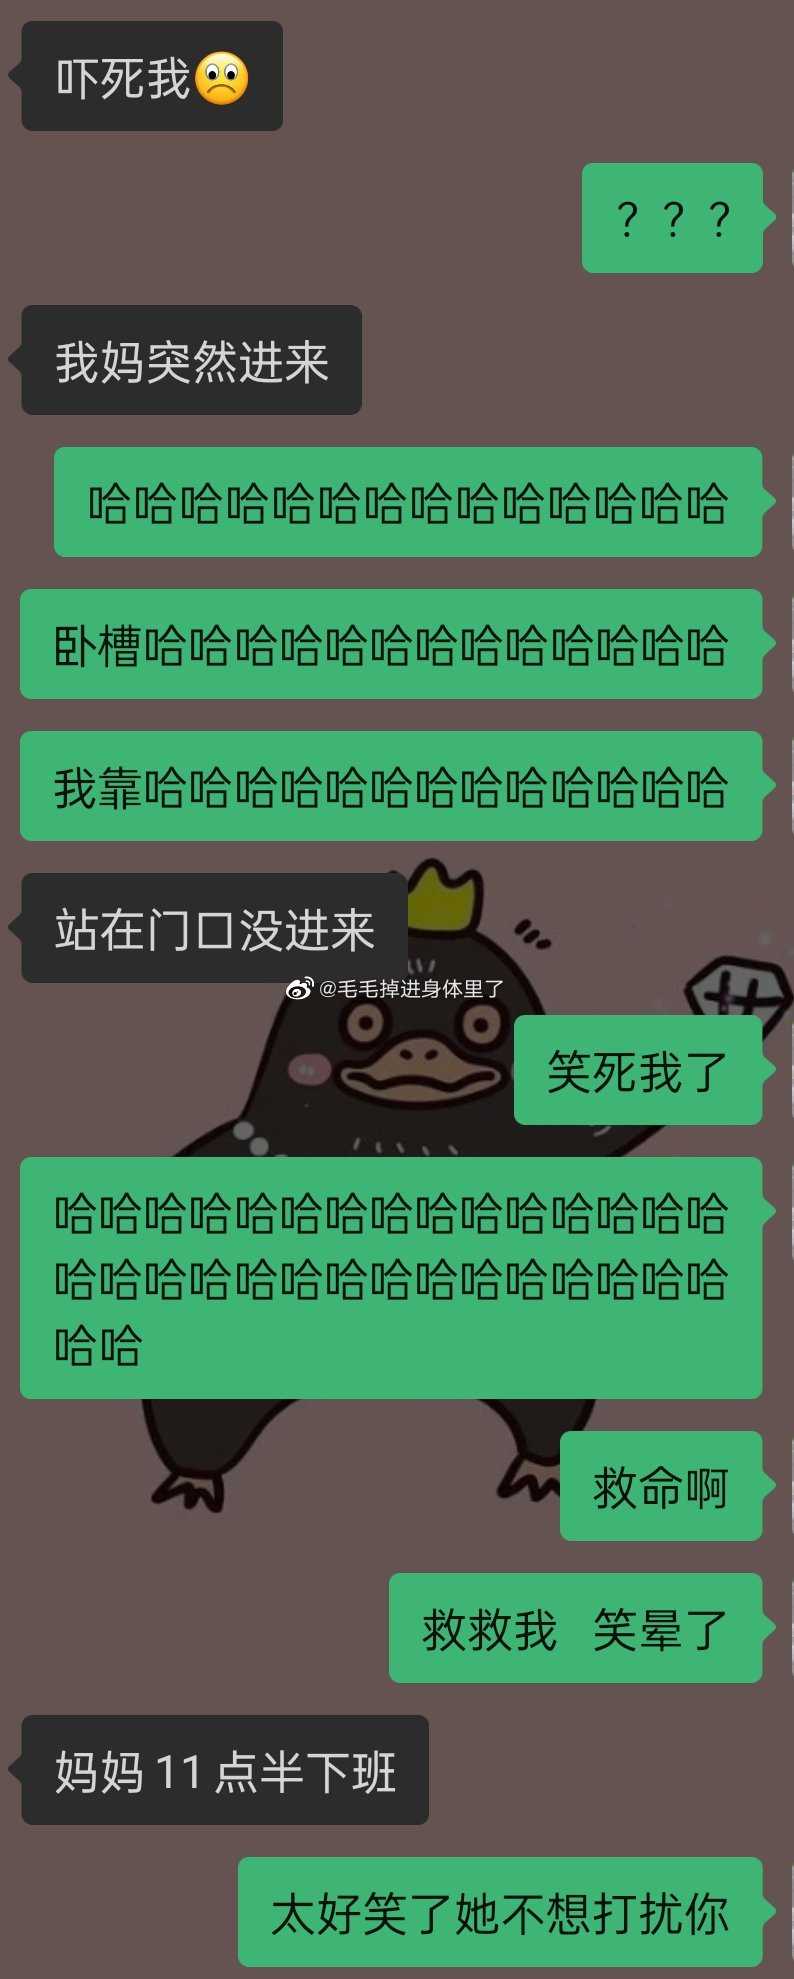 吓死我
？？？
我妈突然进来
哈哈哈哈哈哈哈哈哈哈哈哈哈哈
卧槽哈哈哈哈哈哈哈哈哈哈哈哈哈
我靠哈哈哈哈哈哈哈哈哈哈哈哈哈
站在门口没进来
@毛毛掉进身体里了
笑死我了
哈哈哈哈哈哈哈哈哈哈哈哈哈哈哈
哈哈哈哈哈哈哈哈哈哈哈哈哈哈哈
哈哈
救命啊
救救我 笑晕了
妈妈11点半下班
太好笑了她不想打扰你